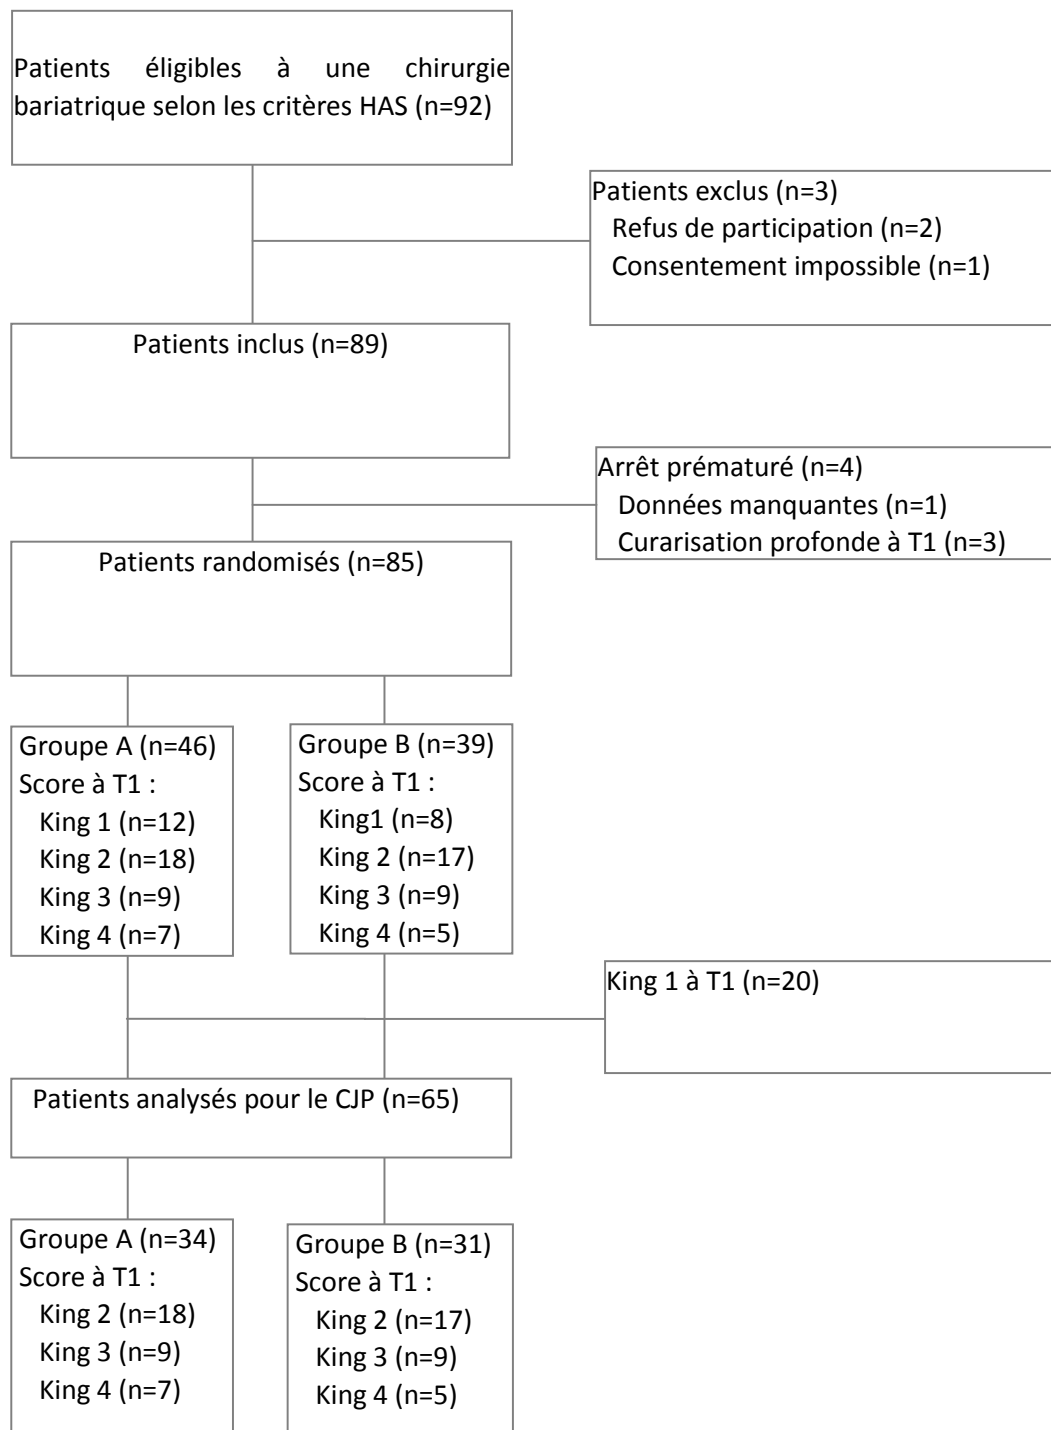 Patients éligibles à une chirurgie
bariatrique selon les critères HAS (n=92)
Patients exclus (n=3)
Refus de participation (n=2)
Consentement impossible (n=1)
Patients inclus (n=89)
Arrêt prématuré (n=4)
Données manquantes (n=1)
Curarisation profonde à T1 (n=3)
Patients randomisés (n=85)
Groupe A (n=46)
Score à T1 :
King 1 (n=12)
King 2 (n=18)
King 3 (n=9)
King 4 (n=7)
Groupe B (n=39)
Score à T1 :
King1 (n=8)
King 2 (n=17)
King 3 (n=9)
King 4 (n=5)
King 1 à T1 (n=20)
Patients analysés pour le CJP (n=65)
Groupe A (n=34)
Score à T1 :
King 2 (n=18)
King 3 (n=9)
King 4 (n=7)
Groupe B (n=31)
Score à T1 :
King 2 (n=17)
King 3 (n=9)
King 4 (n=5)